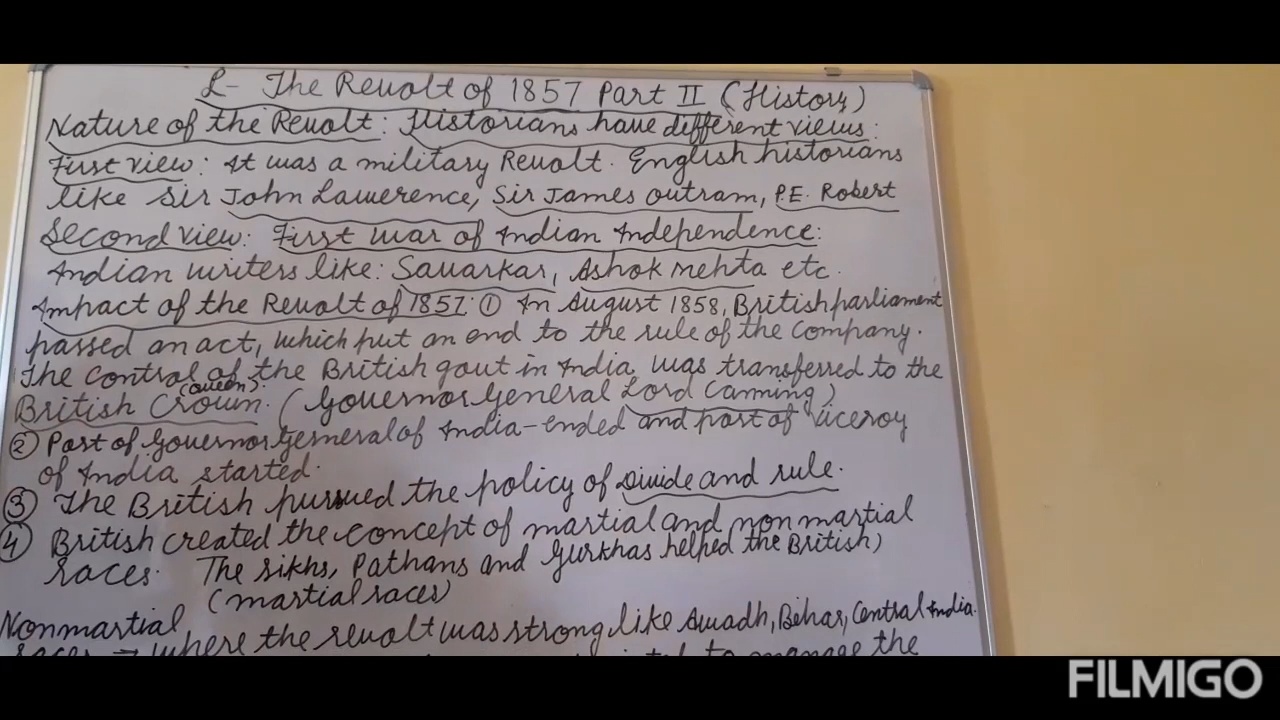 L- The Revolt of 1857 Part II (History)
Nature of the Revolt: Historians have different views:
First view: It was a military Revolt. English historians
like Sir John Lawerence, Sir James outram, P.E. Robert
Second view: First war of Indian Independence:
Indian writers like: Savarkar, Ashok mehta etc.
Impact of the Revolt of 1857: ① In August 1858, British parliament
passed an act, which put an end to the rule of the Company.
The control of the British govt in India was transferred to the
(Queen).
British Crown. (Governor General Lord Canning)
② Post of Governor General of India-ended and post of Viceroy
of India started.
③ The British pursued the policy of Divide and rule.
④ British created the concept of martial and non martial
races. The sikhs, Pathans and Gurkhas helped the British)
(martial races)
Nonmartial
races → where the revolt was strong like Awadh, Bihar, Central India.
to manage the
FILMIGO